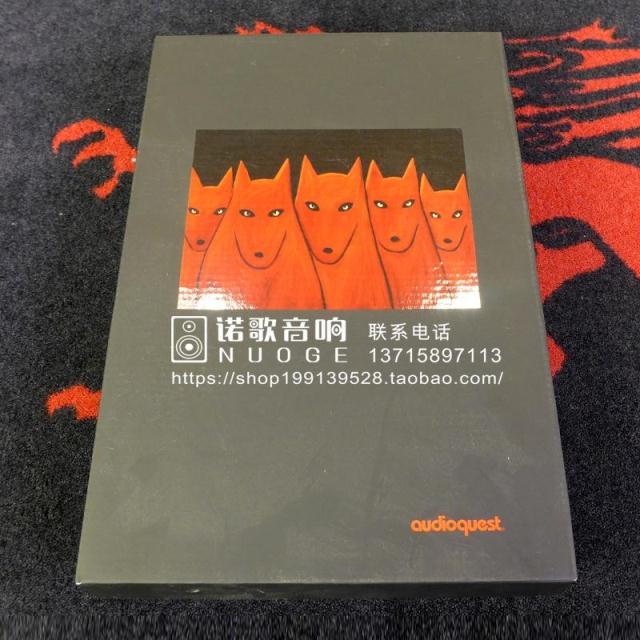 诺歌音响 联系电话
NUOGE 13715897113
https://shop199139528.taobao.com/
audioquest